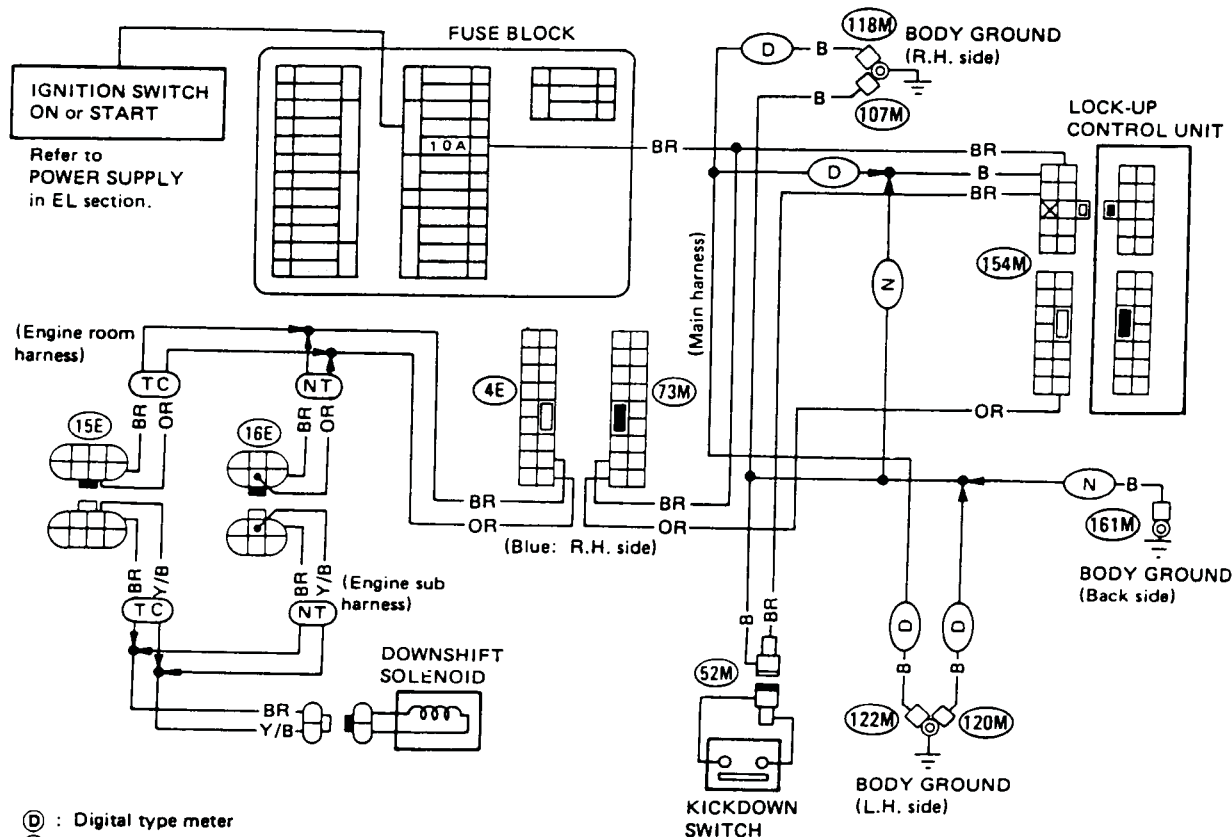 FUSE BLOCK
IGNITION SWITCH
ON or START
Refer to
POWER SUPPLY
in EL section.
10A
BR
D
B
118M
BODY GROUND
(R.H. side)
B
107M
LOCK-UP
CONTROL UNIT
BR
D
B
BR
154M
N
(Main harness)
OR
(Engine room
harness)
TC
NT
BR
OR
BR
OR
15E
16E
4E
73M
BR
OR
BR
OR
(Blue: R.H. side)
BR
Y/B
BR
Y/B
(Engine sub
harness)
TC
NT
DOWNSHIFT
SOLENOID
BR
Y/B
B
BR
52M
KICKDOWN
SWITCH
N
B
161M
BODY GROUND
(Back side)
D
D
B
B
122M
120M
BODY GROUND
(L.H. side)
D : Digital type meter